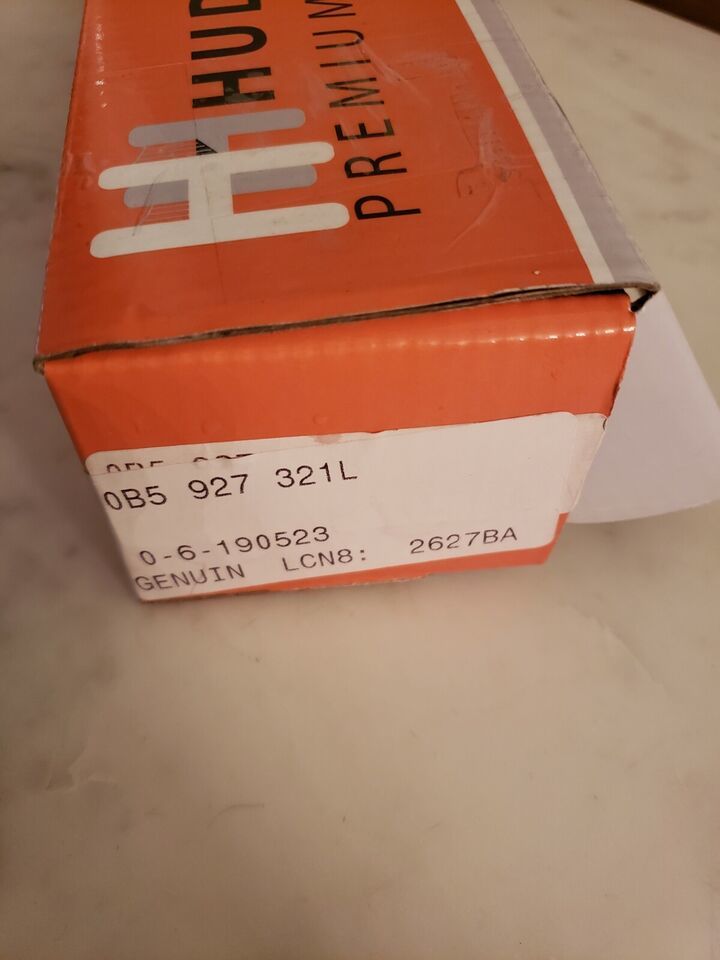 HUD
PREMIUM
0B5 927 321L
0-6-190523
GENUIN LCN8: 2627BA